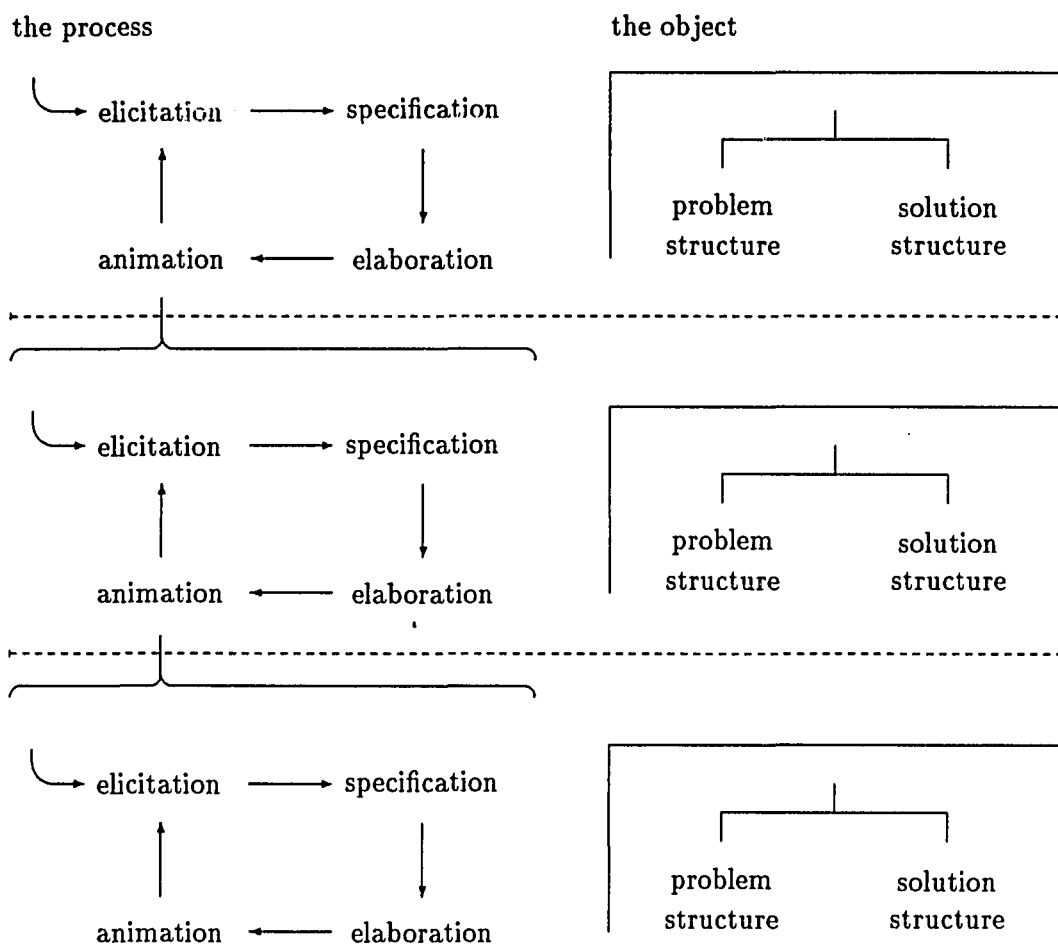 the process
the object
elicitation
specification
animation
elaboration
problem
structure
solution
structure
elicitation
specification
animation
elaboration
problem
structure
solution
structure
elicitation
specification
animation
elaboration
problem
structure
solution
structure